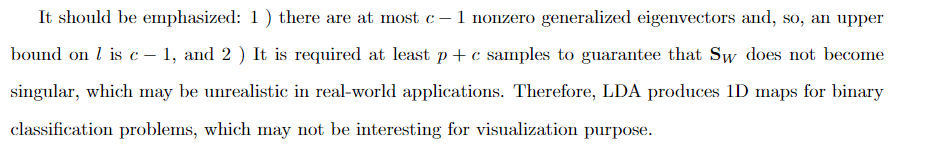 It should be emphasized: 1 ) there are at most c − 1 nonzero generalized eigenvectors and, so, an upper
bound on l is c − 1, and 2 ) It is required at least p + c samples to guarantee that S_W does not become
singular, which may be unrealistic in real-world applications. Therefore, LDA produces 1D maps for binary
classification problems, which may not be interesting for visualization purpose.